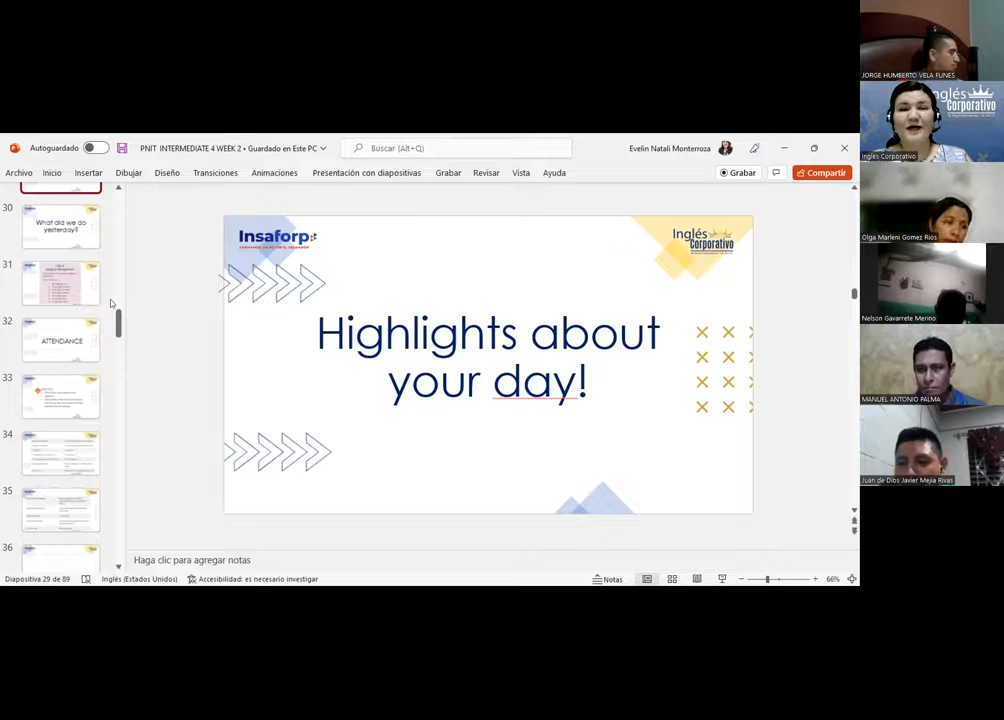 Autoguardado
PNIT INTERMEDIATE 4 WEEK 2 • Guardado en Este PC
Buscar (Alt+Q)
Evelin Natali Monterroza
Archivo Inicio Insertar Dibujar Diseño Transiciones Animaciones Presentación con diapositivas Grabar Revisar Vista Ayuda
Grabar
Compartir
30
What did we do
yesterday?
31
32
ATTENDANCE
33
34
35
36
Insaforp
Inglés
Corporativo
Highlights about
your day!
Haga clic para agregar notas
Diapositiva 29 de 89
Inglés (Estados Unidos)
Accesibilidad: es necesario investigar
Notas
66%
JORGE HUMBERTO VELA FUNES
Inglés
Corporativo
Inglés Corporativo
Olga Marleni Gomez Rios
Nelson Gavarrete Merino
MANUEL ANTONIO PALMA
Juan de Dios Javier Mejia Rivas